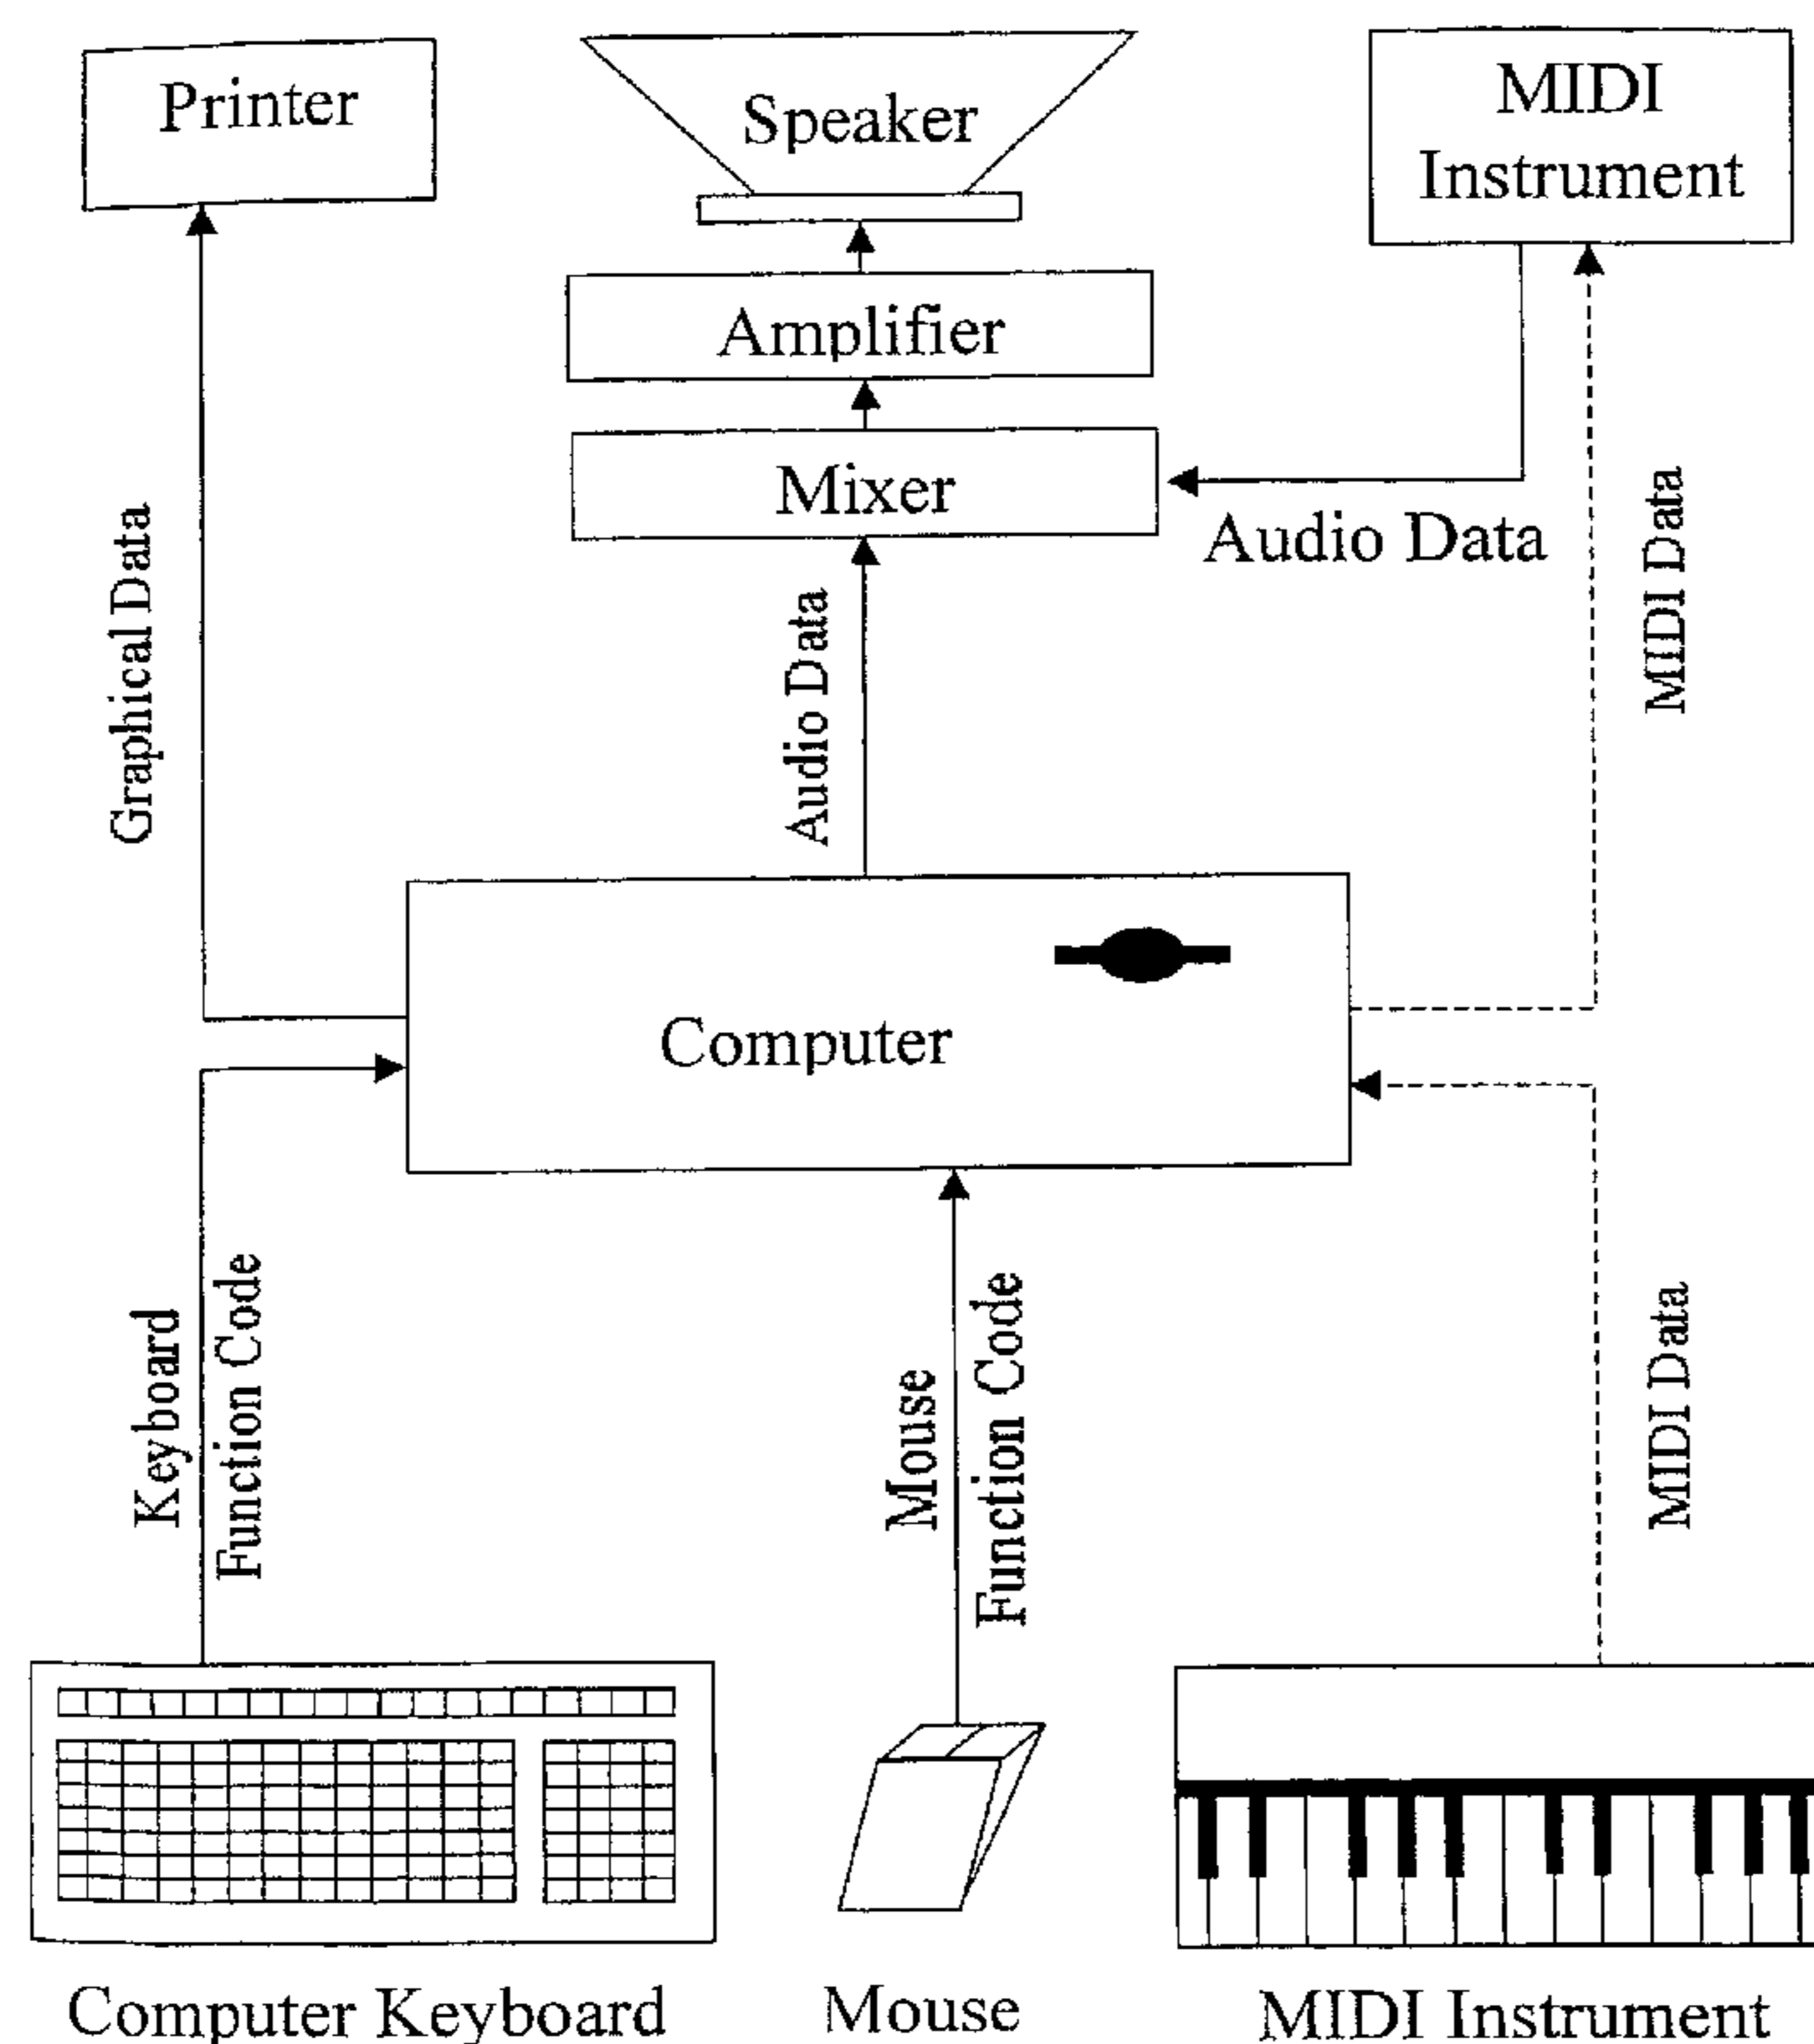 Printer
Speaker
MIDI
Instrument
Amplifier
Mixer
Audio Data
MIDI Data
Graphical Data
Audio Data
Computer
Keyboard
Function Code
Mouse
Function Code
MIDI Data
Computer Keyboard
Mouse
MIDI Instrument